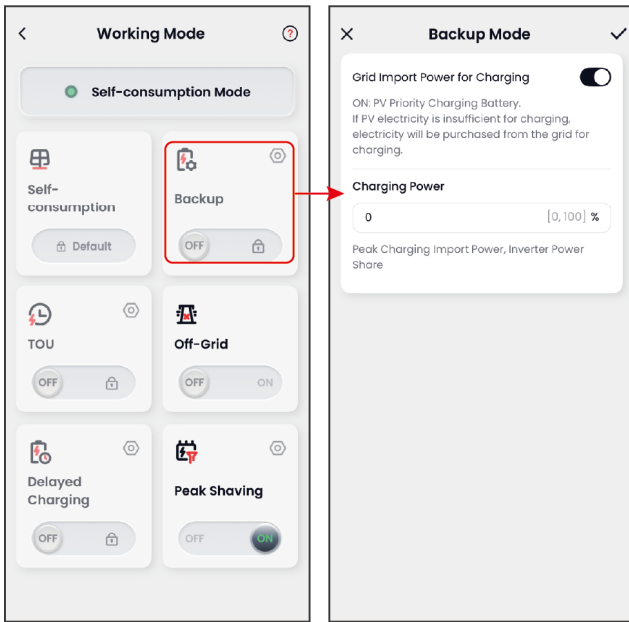 Working Mode
?
Self-consumption Mode
Self-
consumption
Default
Backup
OFF
TOU
OFF
Off-Grid
OFF
ON
Delayed
Charging
OFF
Peak Shaving
OFF
ON
Backup Mode
Grid Import Power for Charging
ON: PV Priority Charging Battery.
If PV electricity is insufficient for charging,
electricity will be purchased from the grid for
charging.
Charging Power
0 [0, 100] %
Peak Charging Import Power, Inverter Power
Share